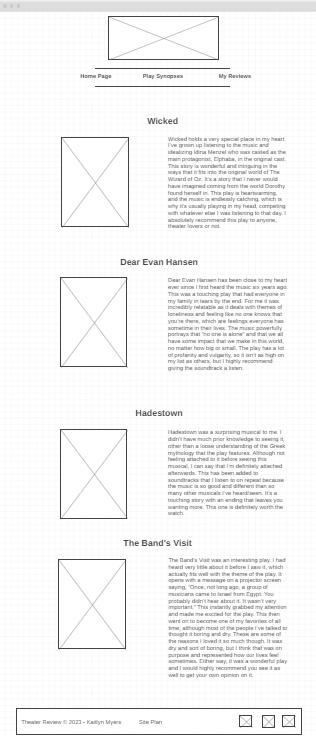 Home Page Play Synopses My Reviews
Wicked
Wicked holds a very special place in my heart.
I've grown up listening to the music and
idealizing Idina Menzel who was casted as the
main protagonist, Elphaba, in the original cast.
This story is wonderful and intriguing in the
ways that it fits into the original world of The
Wizard of Oz. It's a story that I never would
have imagined coming from the world Dorothy
found herself in. This play is heartwarming,
and the music is endlessly catching, which is
why it's usually playing in my head, competing
with whatever else I was listening to that day. I
absolutely recommend this play to anyone,
theater lovers or not.
Dear Evan Hansen
Dear Evan Hansen has been close to my heart
ever since I first heard the music six years ago.
This was a touching play that had everyone in
my family in tears by the end. For me it was
incredibly relatable as it deals with themes of
loneliness and feeling like no one knows that
you're there, which are feelings everyone has
sometime in their lives. The music powerfully
portrays that "no one is alone" and that we all
have some impact that we make in this world,
no matter how big or small. The play has a lot
of profanity and vulgarity, so it isn't as high on
my list as others, but I highly recommend
giving the soundtrack a listen.
Hadestown
Hadestown was a surprising musical to me. I
didn't have much prior knowledge to seeing it,
other than a loose understanding of the Greek
mythology that the play features. Although not
feeling attached to it before seeing this
musical, I can say that I'm definitely attached
afterwards. This has been added to
soundtracks that I listen to on repeat because
the music is so good and different than so
many other musicals I've heard/seen. It's a
touching story with an ending that leaves you
wanting more. This one is definitely worth the
watch.
The Band's Visit
The Band's Visit was an interesting play. I had
heard very little about it before I saw it, which
actually fits well with the theme of the play. It
opens with a message on a projector screen
saying, "Once, not long ago, a group of
musicians came to Israel from Egypt. You
probably didn't hear about it. It wasn't very
important." This instantly grabbed my attention
and made me excited for the play. This then
went on to become one of my favorites of all
time, although most of the people I've talked to
thought it boring and dry. These are some of
the reasons I loved it so much though. It was
dry and sort of boring, but I think that was on
purpose and represented how our lives feel
sometimes. Either way, it was a wonderful play
and I would highly recommend you see it as
well to get your own opinion on it.
Theater Review © 2023 - Kaitlyn Myers Site Plan